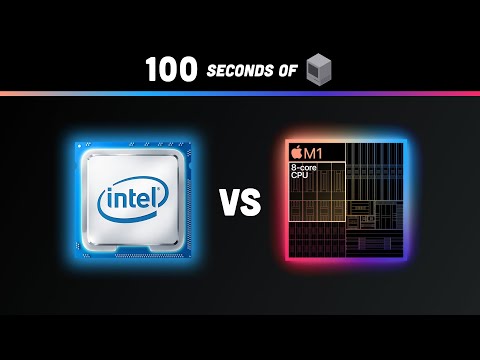 100 SECONDS OF
intel
VS
M1
8-core
CPU